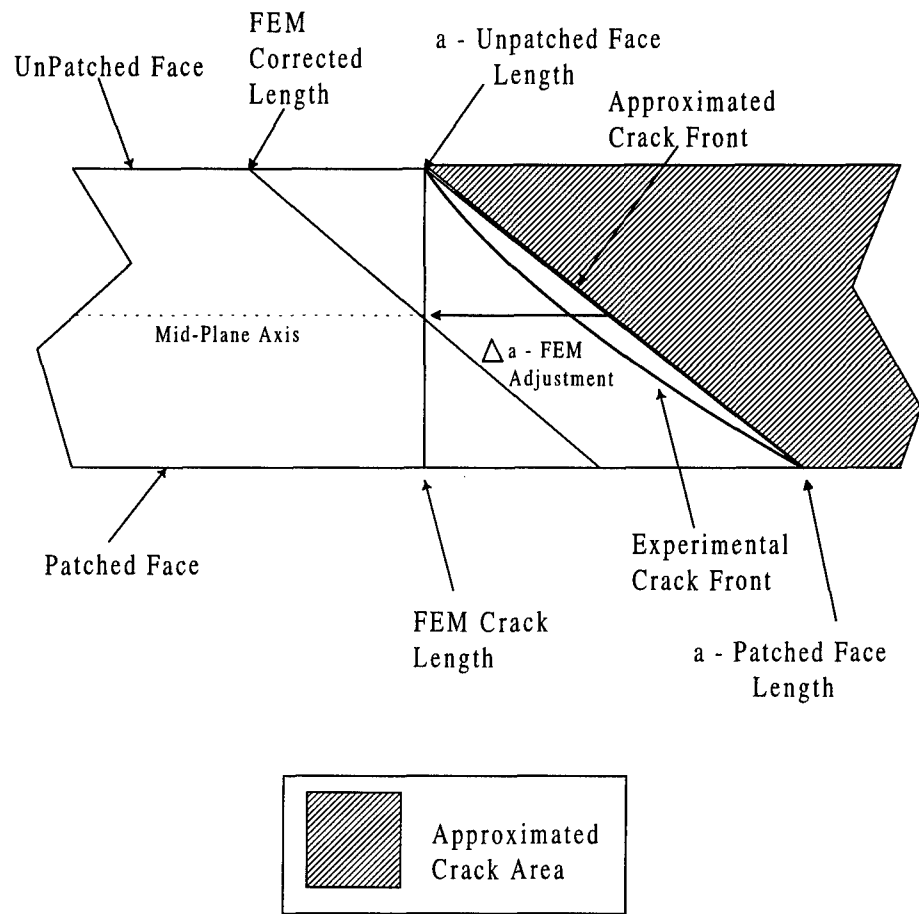 FEM
Corrected
Length
UnPatched Face
a - Unpatched Face
Length
Approximated
Crack Front
Mid-Plane Axis
Δ a - FEM
Adjustment
Patched Face
FEM Crack
Length
Experimental
Crack Front
a - Patched Face
Length
Approximated
Crack Area